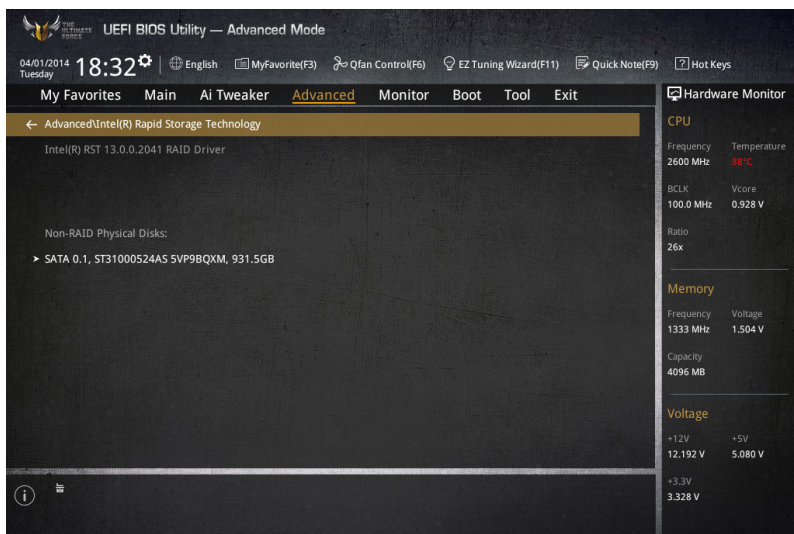 THE
ULTIMATE
FORCE
UEFI BIOS Utility — Advanced Mode
04/01/2014
Tuesday
18:32
English
MyFavorite(F3)
Qfan Control(F6)
EZ Tuning Wizard(F11)
Quick Note(F9)
? Hot Keys
My Favorites
Main
Ai Tweaker
Advanced
Monitor
Boot
Tool
Exit
Hardware Monitor
← Advanced\Intel(R) Rapid Storage Technology
Intel(R) RST 13.0.0.2041 RAID Driver
Non-RAID Physical Disks:
SATA 0.1, ST31000524AS 5VP9BQXM, 931.5GB
CPU
Frequency Temperature
2600 MHz 88°C
BCLK Vcore
100.0 MHz 0.928 V
Ratio
26x
Memory
Frequency Voltage
1333 MHz 1.504 V
Capacity
4096 MB
Voltage
+12V +5V
12.192 V 5.080 V
+3.3V
3.328 V